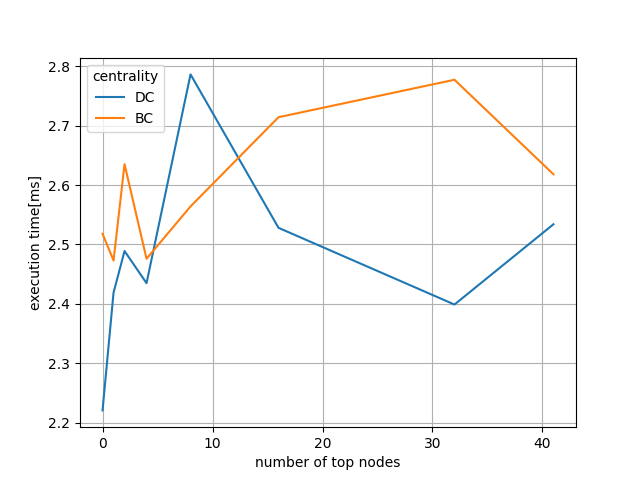 centrality
DC
BC
2.8
2.7
2.6
2.5
2.4
2.3
2.2
execution time[ms]
0 10 20 30 40
number of top nodes